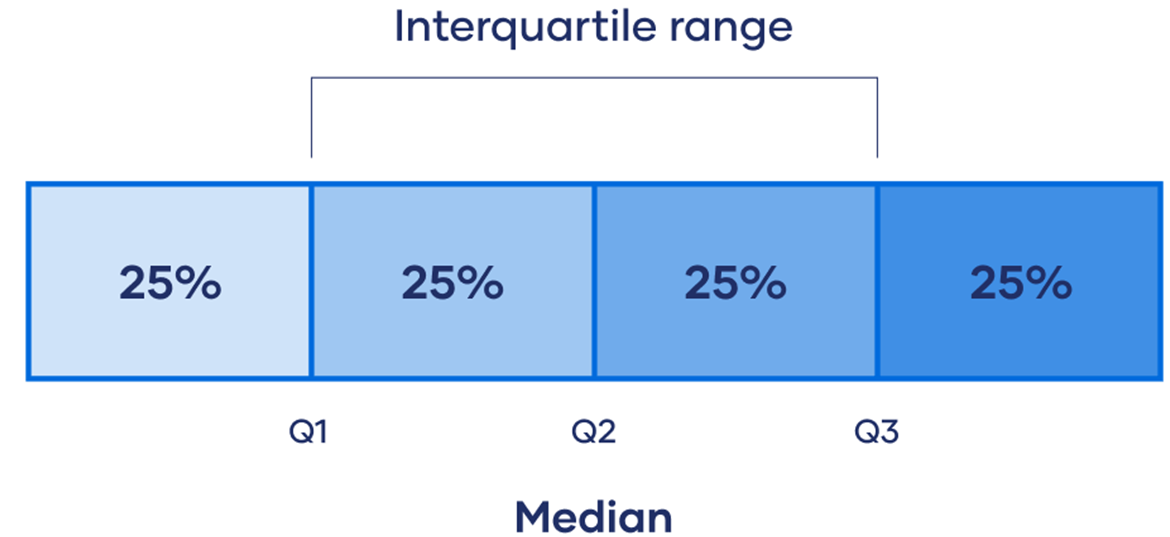 Interquartile range
25% 25% 25% 25%
Q1 Q2 Q3
Median